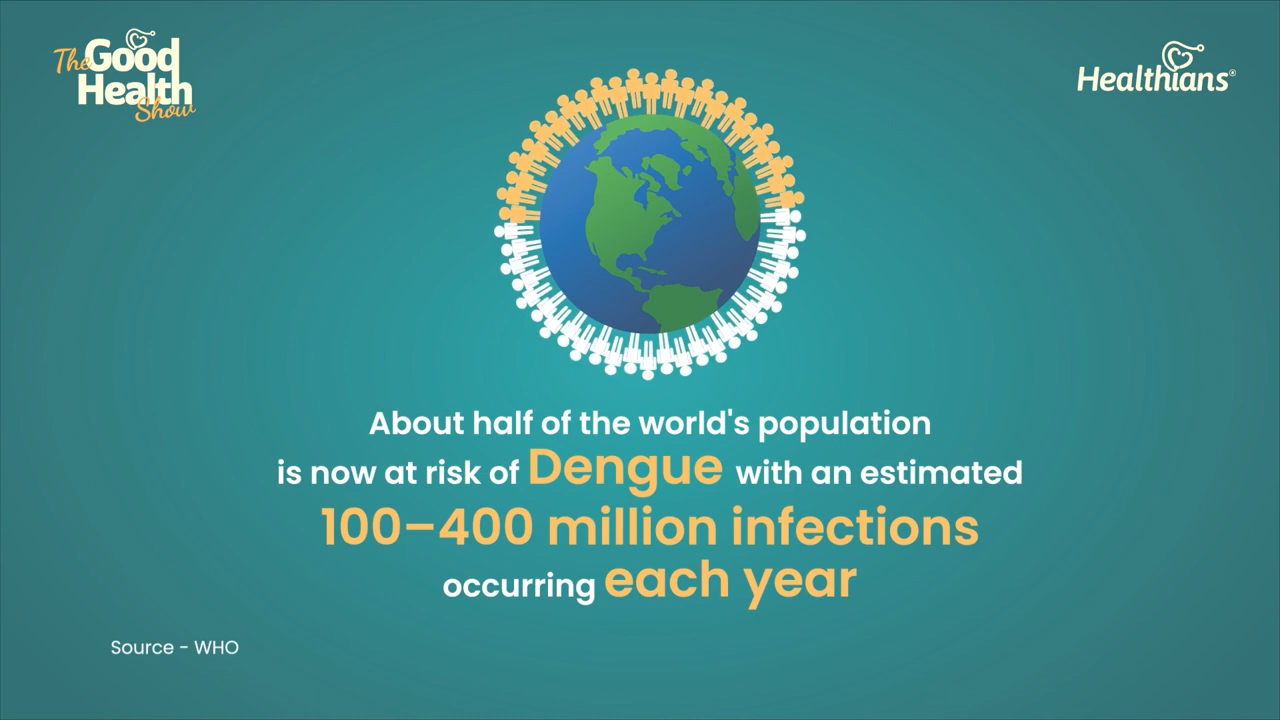 The Good
Health
Show
Healthians®
About half of the world's population
is now at risk of Dengue with an estimated
100–400 million infections
occurring each year
Source - WHO